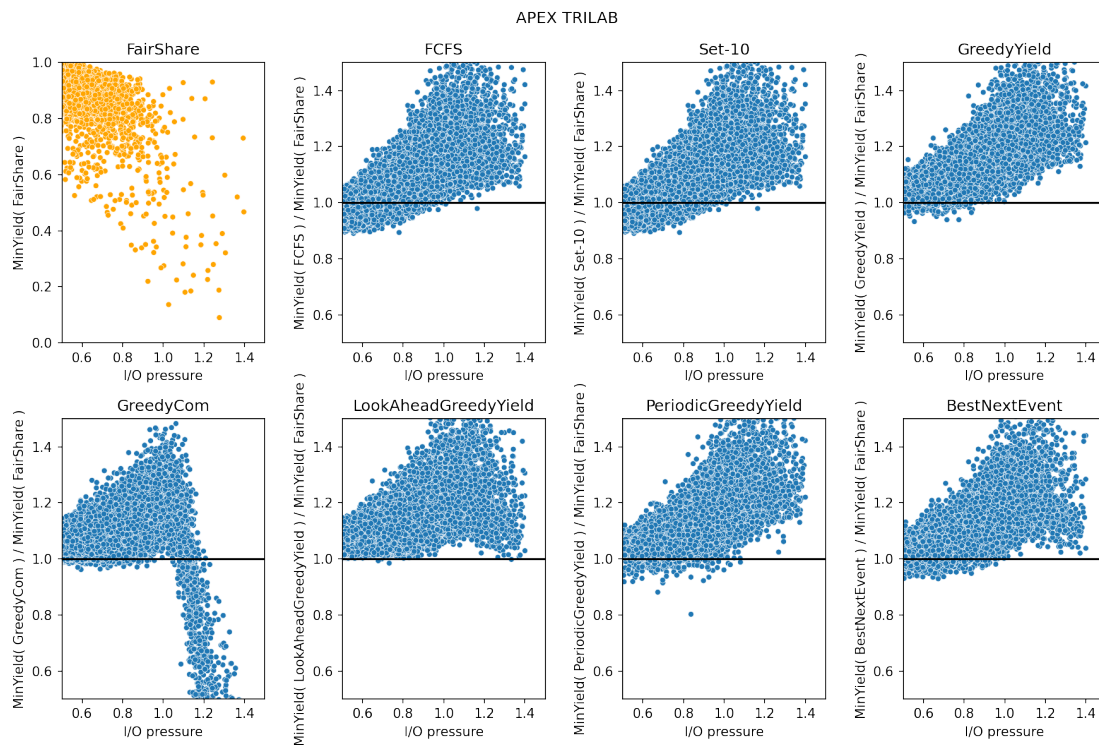 APEX TRILAB
FairShare
MinYield( FairShare )
1.0
0.8
0.6
0.4
0.2
0.0
0.6 0.8 1.0 1.2 1.4
I/O pressure
FCFS
MinYield( FCFS ) / MinYield( FairShare )
1.4
1.2
1.0
0.8
0.6
0.6 0.8 1.0 1.2 1.4
I/O pressure
Set-10
MinYield( Set-10 ) / MinYield( FairShare )
1.4
1.2
1.0
0.8
0.6
0.6 0.8 1.0 1.2 1.4
I/O pressure
GreedyYield
MinYield( GreedyYield ) / MinYield( FairShare )
1.4
1.2
1.0
0.8
0.6
0.6 0.8 1.0 1.2 1.4
I/O pressure
GreedyCom
MinYield( GreedyCom ) / MinYield( FairShare )
1.4
1.2
1.0
0.8
0.6
0.6 0.8 1.0 1.2 1.4
I/O pressure
LookAheadGreedyYield
MinYield( LookAheadGreedyYield ) / MinYield( FairShare )
1.4
1.2
1.0
0.8
0.6
0.6 0.8 1.0 1.2 1.4
I/O pressure
PeriodicGreedyYield
MinYield( PeriodicGreedyYield ) / MinYield( FairShare )
1.4
1.2
1.0
0.8
0.6
0.6 0.8 1.0 1.2 1.4
I/O pressure
BestNextEvent
MinYield( BestNextEvent ) / MinYield( FairShare )
1.4
1.2
1.0
0.8
0.6
0.6 0.8 1.0 1.2 1.4
I/O pressure